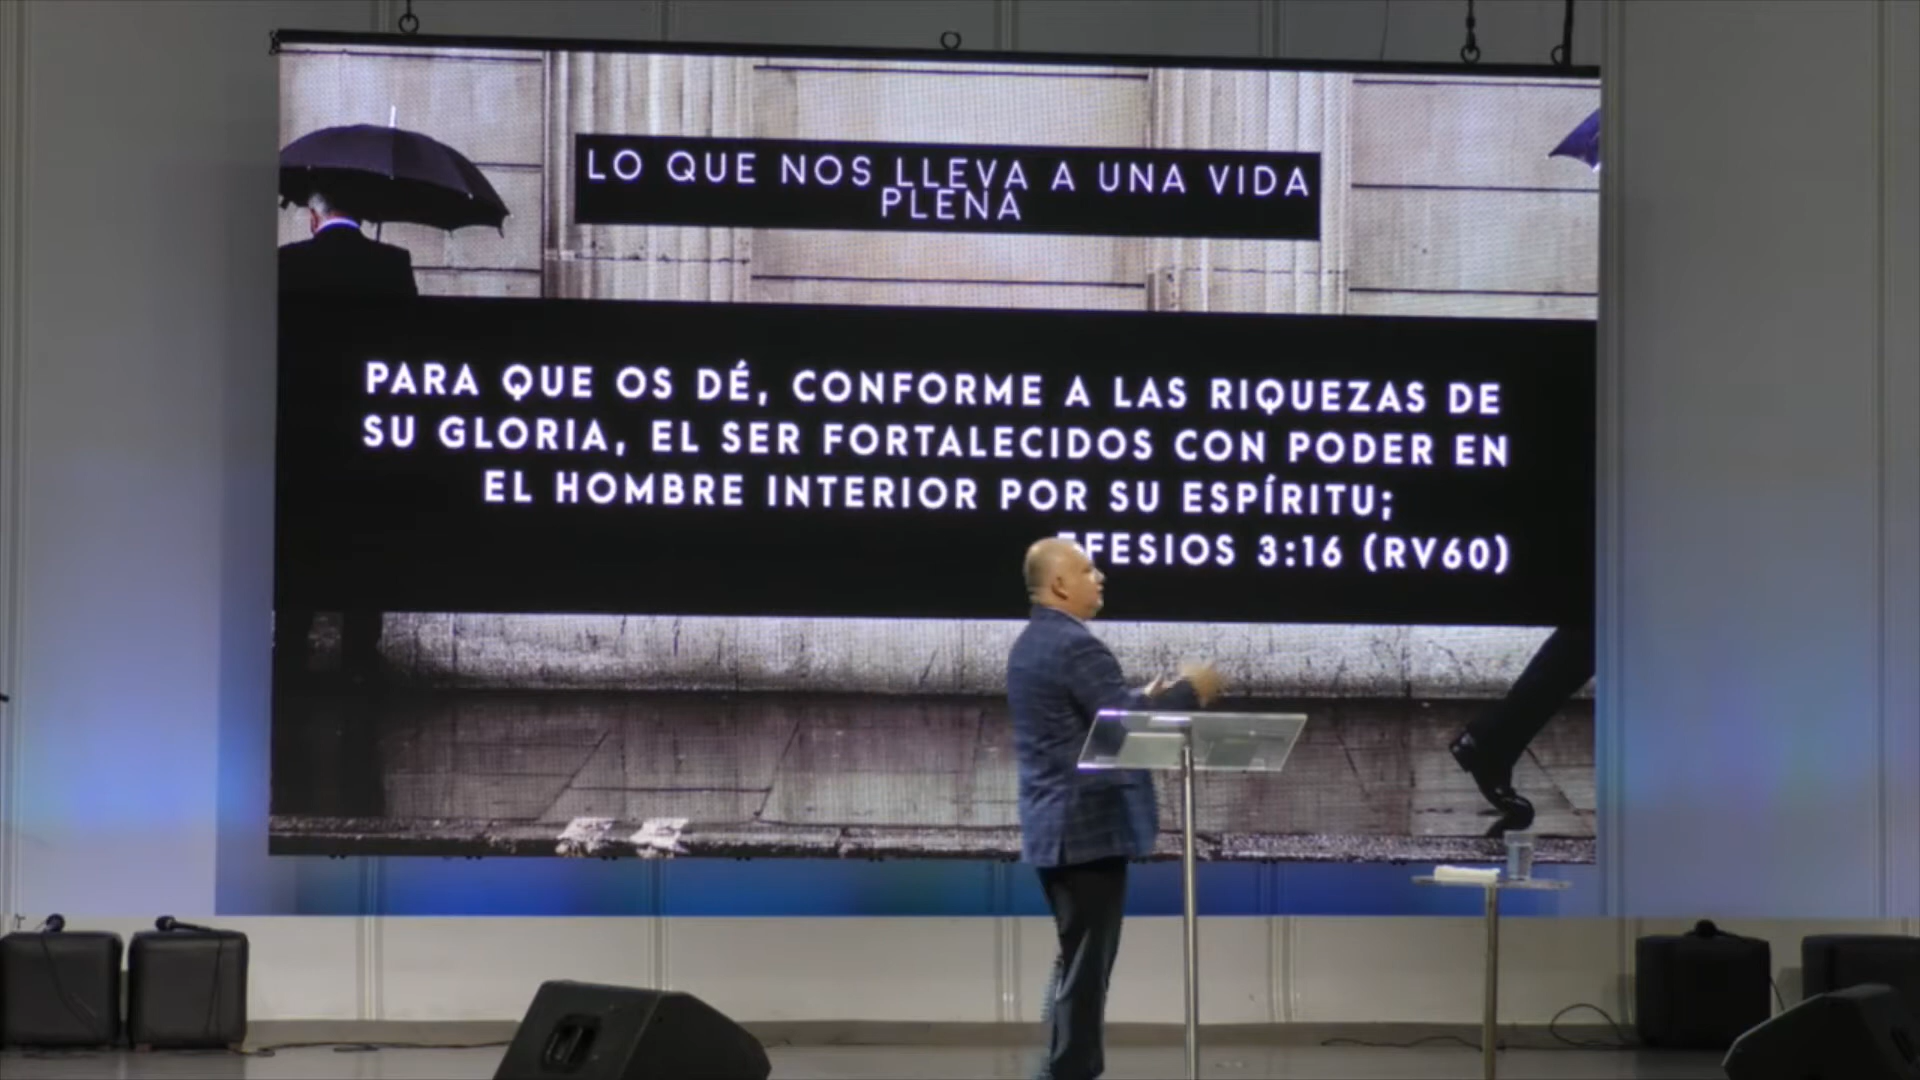 LO QUE NOS LLEVA A UNA VIDA
PLENA
PARA QUE OS DÉ, CONFORME A LAS RIQUEZAS DE
SU GLORIA, EL SER FORTALECIDOS CON PODER EN
EL HOMBRE INTERIOR POR SU ESPÍRITU;
EFESIOS 3:16 (RV60)